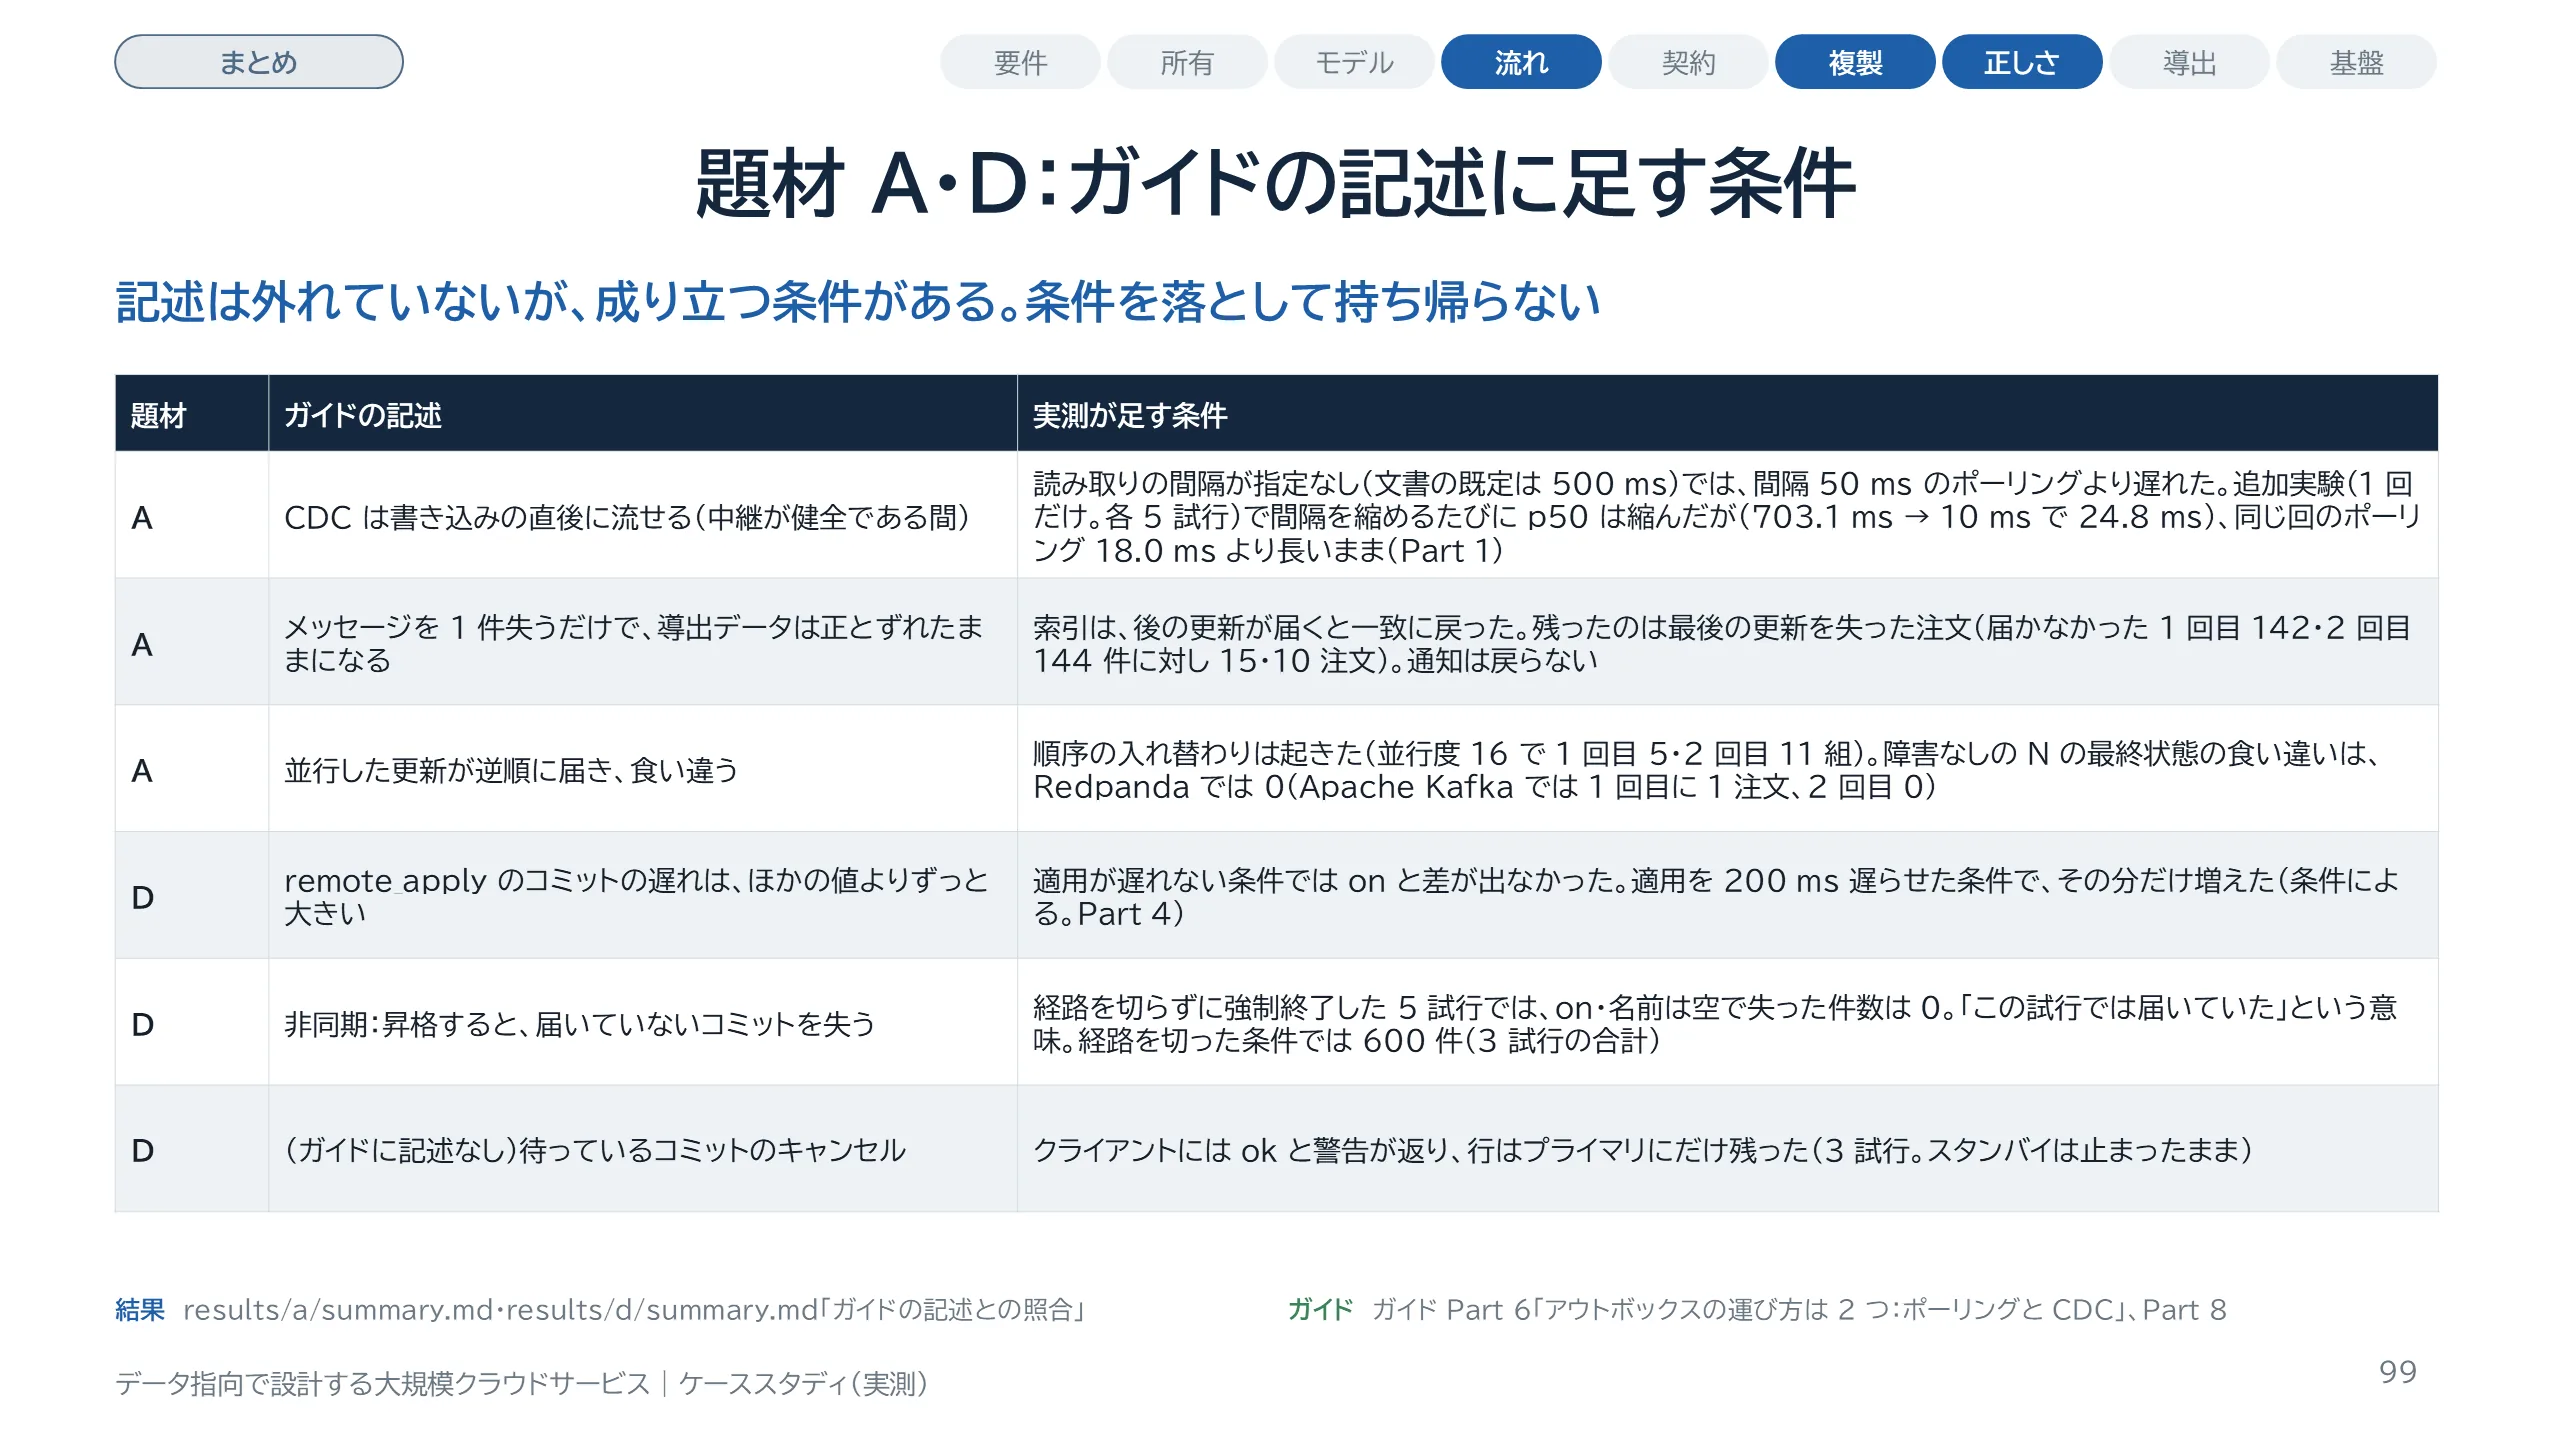 まとめ
要件 所有 モデル 流れ 契約 複製 正しさ 導出 基盤
題材 A・D：ガイドの記述に足す条件
記述は外れていないが、成り立つ条件がある。条件を落として持ち帰らない
題材 ガイドの記述 実測が足す条件
A
CDC は書き込みの直後に流せる（中継が健全である間）
読み取りの間隔が指定なし（文書の既定は 500 ms）では、間隔 50 ms のポーリングより遅れた。追加実験（1 回
だけ。各 5 試行）で間隔を縮めるたびに p50 は縮んだが（703.1 ms → 10 ms で 24.8 ms）、同じ回のポーリ
ング 18.0 ms より長いまま（Part 1）
A
メッセージを 1 件失うだけで、導出データは正とずれたま
まになる
索引は、後の更新が届くと一致に戻った。残ったのは最後の更新を失った注文（届かなかった 1 回目 142・2 回目
144 件に対し 15・10 注文）。通知は戻らない
A
並行した更新が逆順に届き、食い違う
順序の入れ替わりは起きた（並行度 16 で 1 回目 5・2 回目 11 組）。障害なしの N の最終状態の食い違いは、
Redpanda では 0（Apache Kafka では 1 回目に 1 注文、2 回目 0）
D
remote_apply のコミットの遅れは、ほかの値よりずっと
大きい
適用が遅れない条件では on と差が出なかった。適用を 200 ms 遅らせた条件で、その分だけ増えた（条件によ
る。Part 4）
D
非同期：昇格すると、届いていないコミットを失う
経路を切らずに強制終了した 5 試行では、on・名前は空で失った件数は 0。「この試行では届いていた」という意
味。経路を切った条件では 600 件（3 試行の合計）
D
（ガイドに記述なし）待っているコミットのキャンセル
クライアントには ok と警告が返り、行はプライマリにだけ残った（3 試行。スタンバイは止まったまま）
結果 results/a/summary.md・results/d/summary.md「ガイドの記述との照合」
ガイド ガイド Part 6「アウトボックスの運び方は 2 つ：ポーリングと CDC」、Part 8
データ指向で設計する大規模クラウドサービス｜ケーススタディ（実測）
99